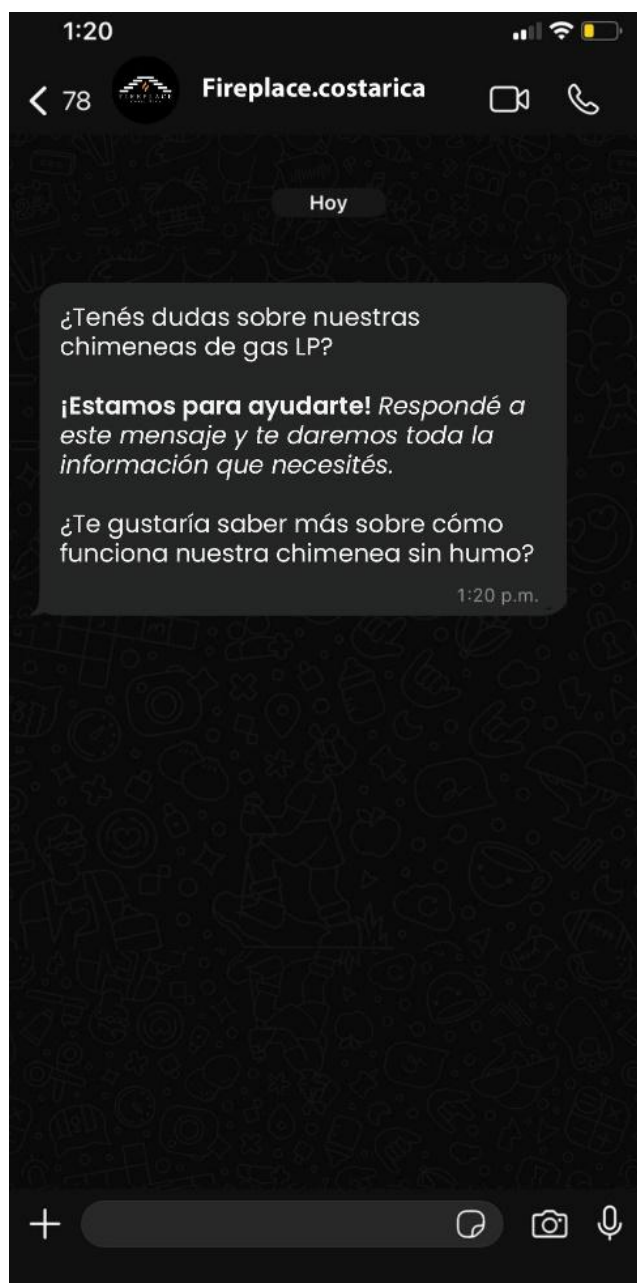 1:20
78
FIREPLACE
Fireplace.costarica
Hoy
¿Tenés dudas sobre nuestras
chimeneas de gas LP?
¡Estamos para ayudarte! Respondé a
este mensaje y te daremos toda la
información que necesités.
¿Te gustaría saber más sobre cómo
funciona nuestra chimenea sin humo?
1:20 p.m.